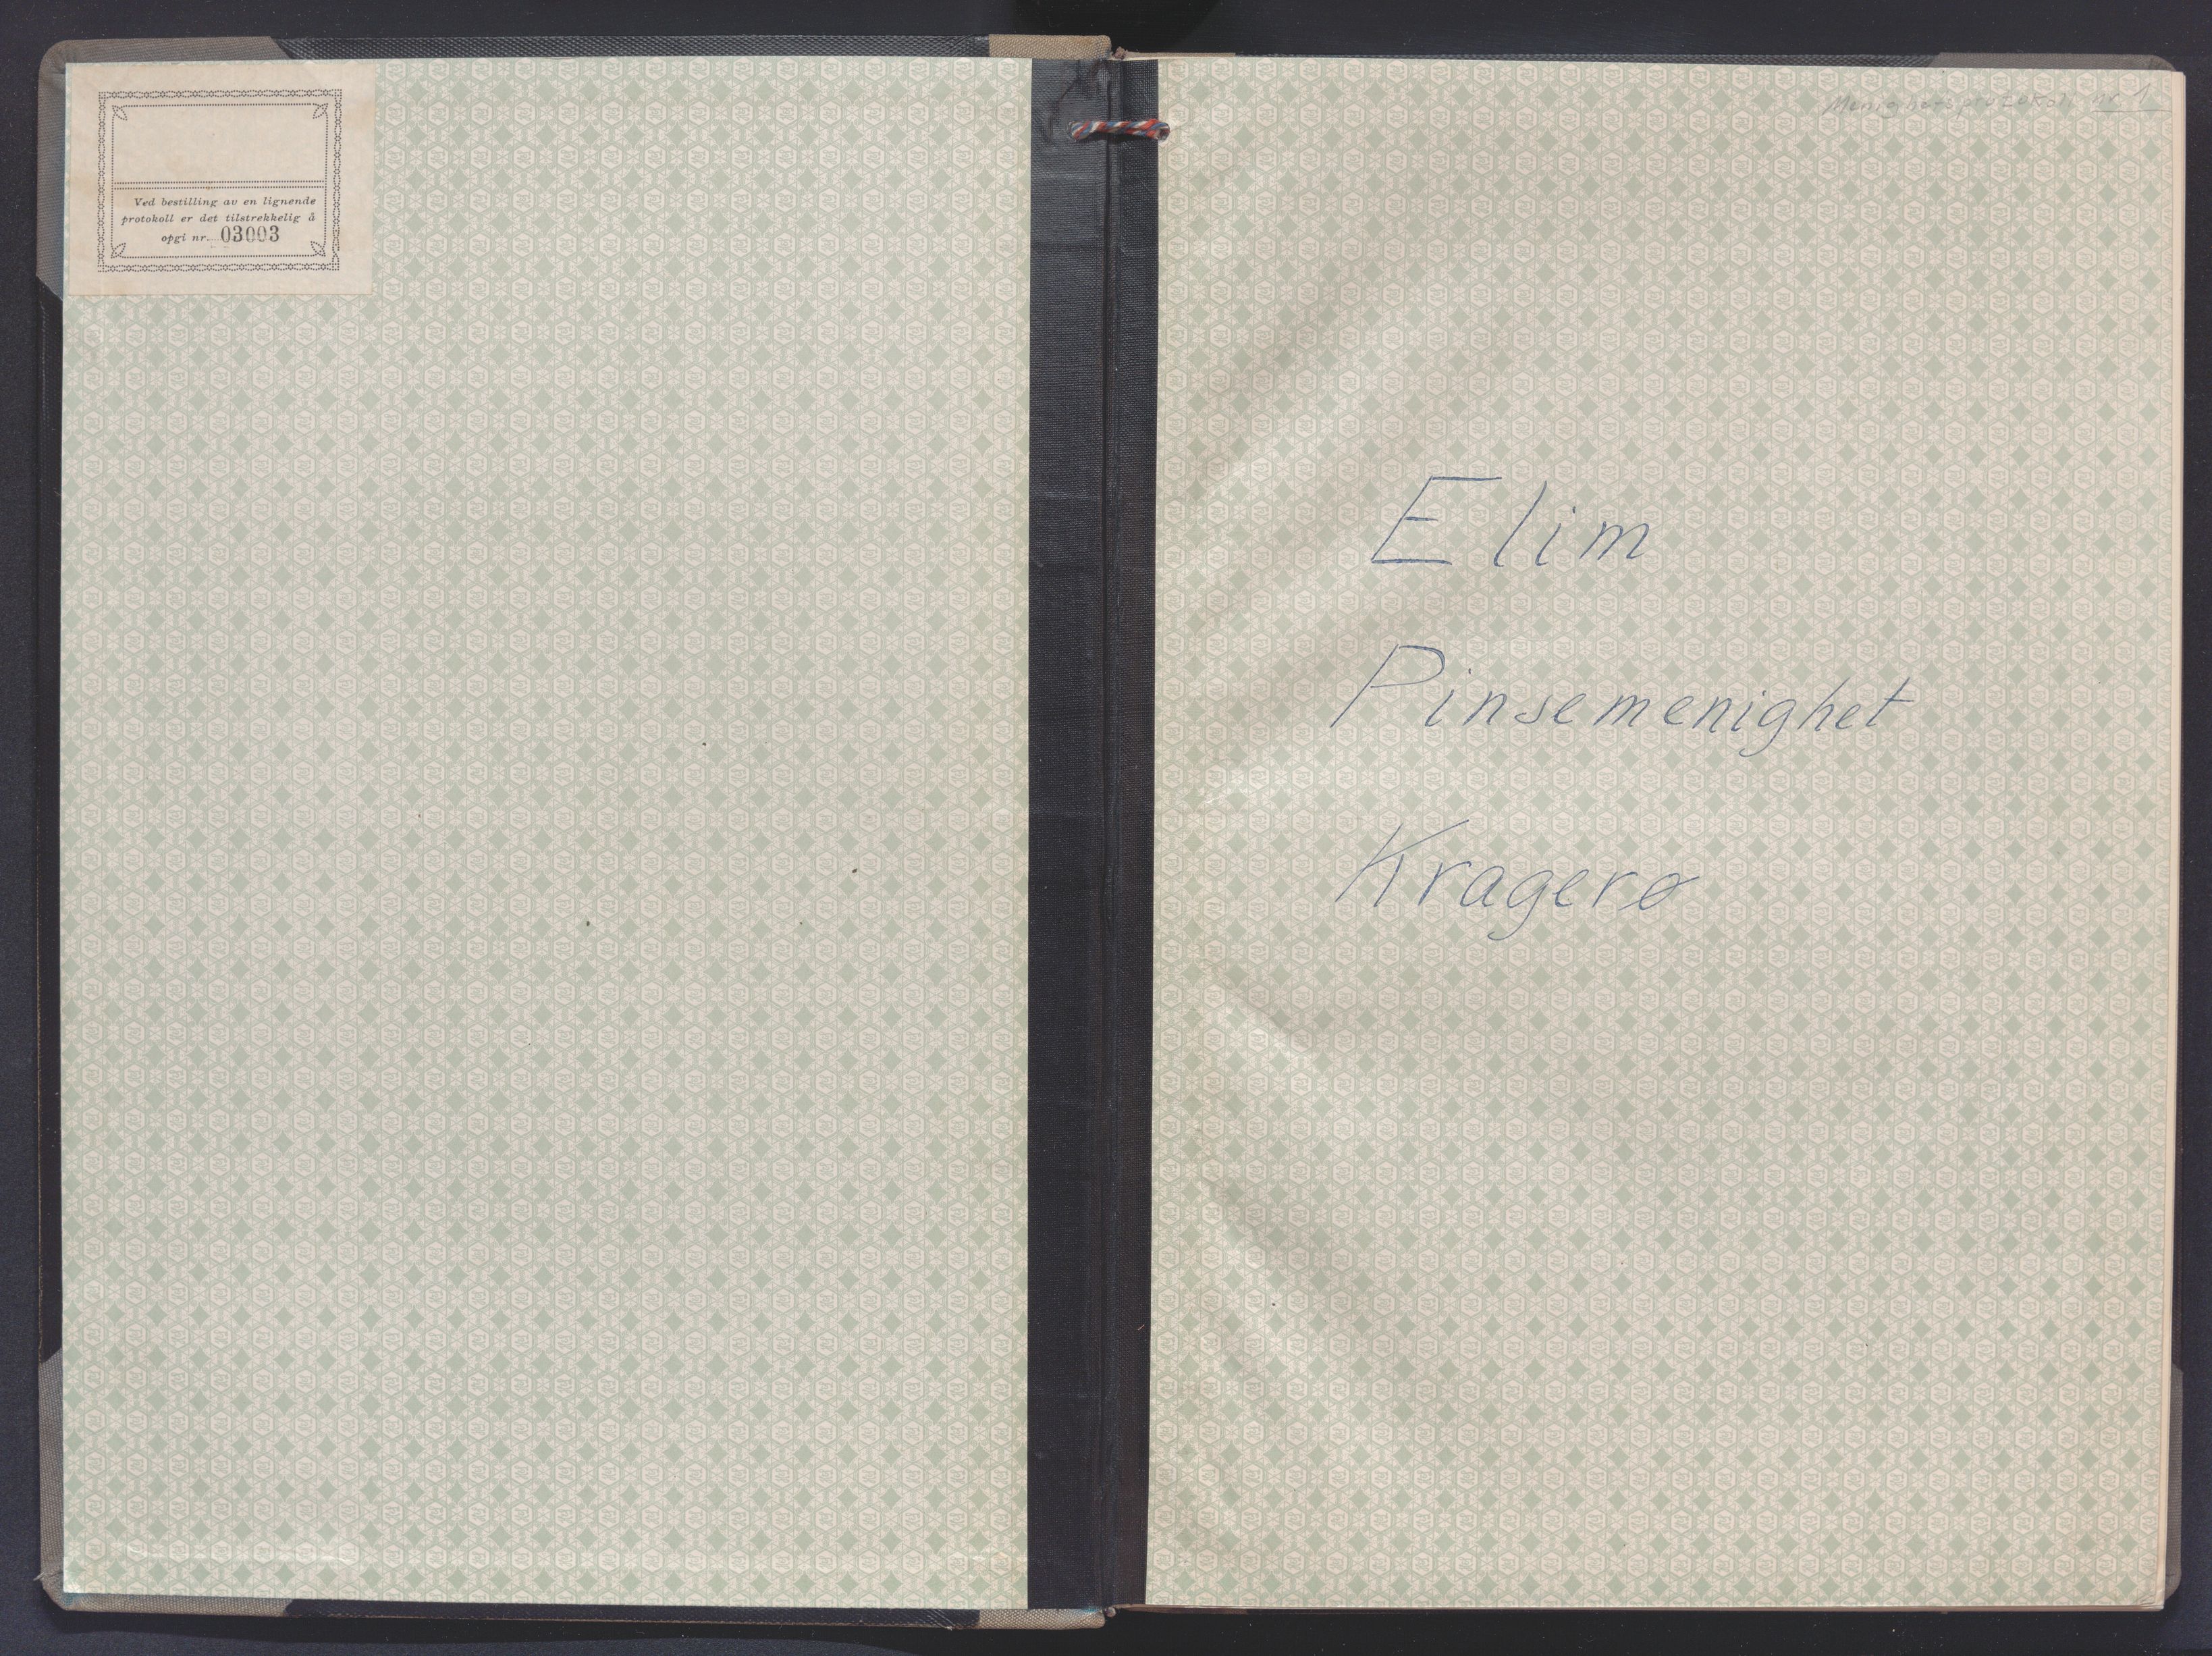 Ved bestilling av en lignende
protokoll er det tilstrekkelig å
opgi nr. 03003
Menighetsprotokoll nr. 1
Elim
Pinsemenighet
Kragerø